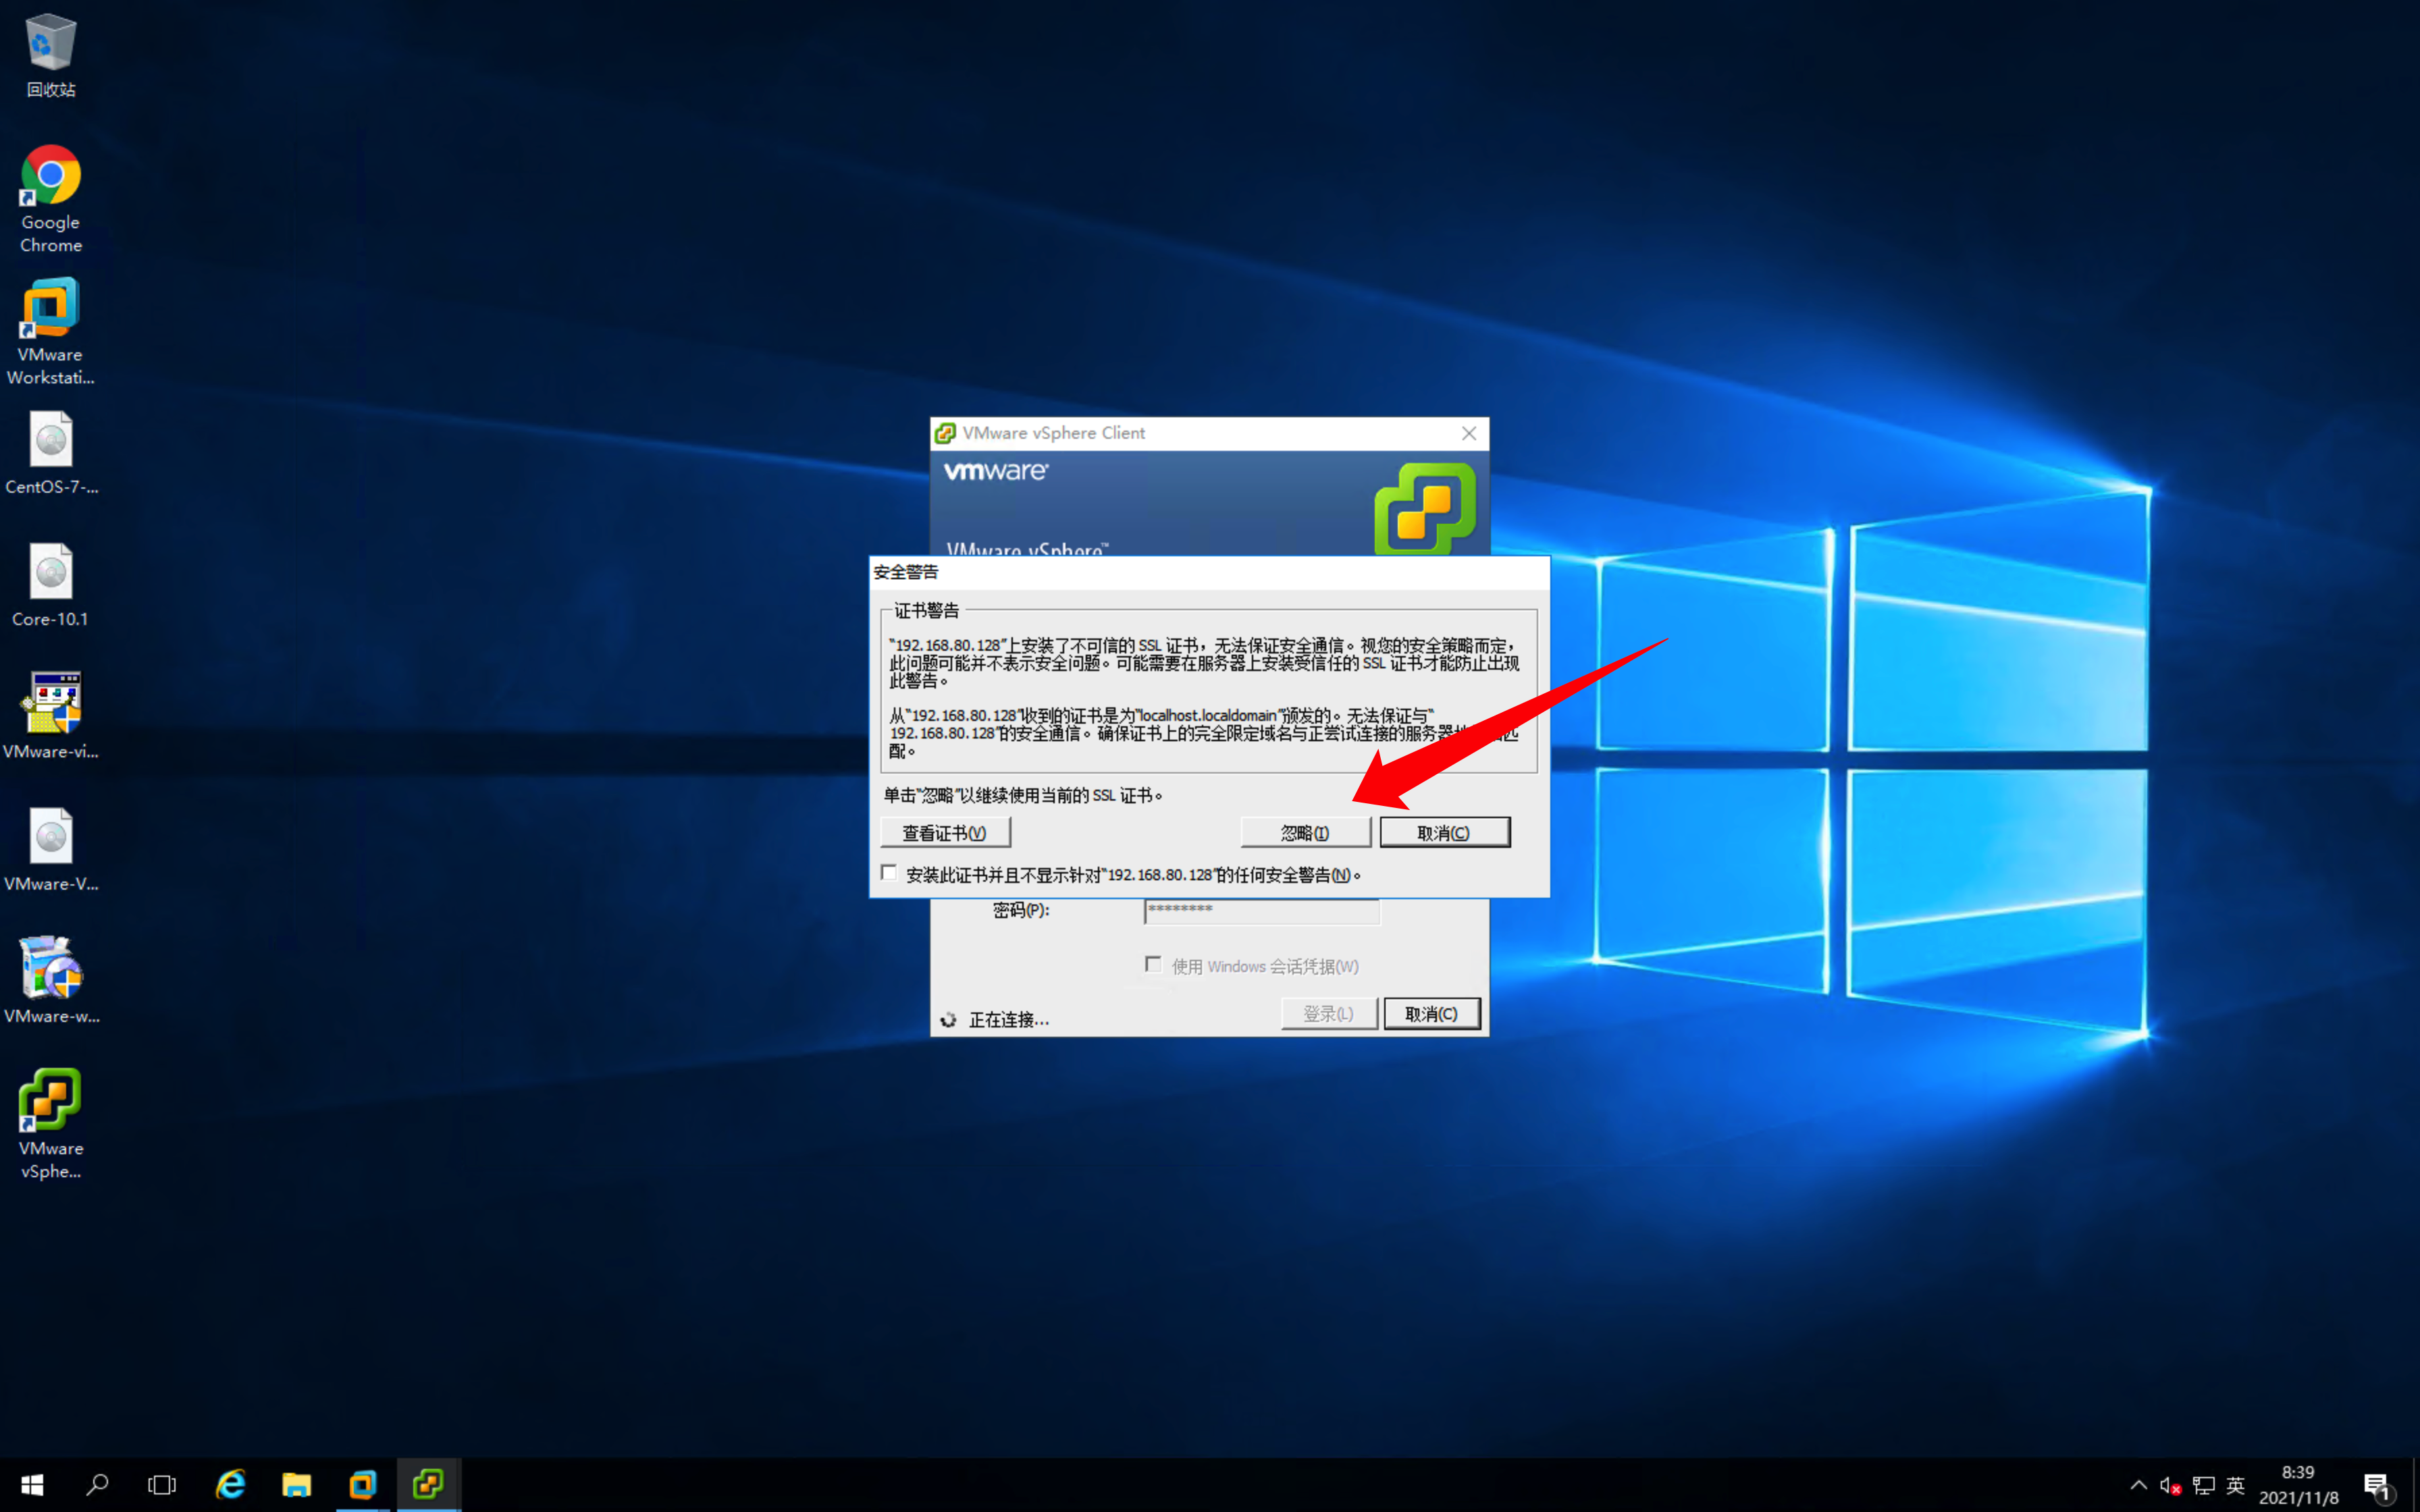 回收站
Google
Chrome
VMware
Workstati...
CentOS-7-...
Core-10.1
VMware-vi...
VMware-V...
VMware-w...
VMware
vSphe...
VMware vSphere Client
vmware®
VMware vSphere™
安全警告
证书警告
“192.168.80.128”上安装了不可信的 SSL 证书，无法保证安全通信。视您的安全策略而定，
此问题可能并不表示安全问题。可能需要在服务器上安装受信任的 SSL 证书才能防止出现
此警告。
从“192.168.80.128”收到的证书是为“localhost.localdomain”颁发的。无法保证与“
192.168.80.128”的安全通信。确保证书上的完全限定域名与正尝试连接的服务器地匹
配。
单击“忽略”以继续使用当前的 SSL 证书。
查看证书(V)
忽略(I)
取消(C)
安装此证书并且不显示针对“192.168.80.128”的任何安全警告(N)。
密码(P):
********
使用 Windows 会话凭据(W)
正在连接...
登录(L)
取消(C)
英
8:39
2021/11/8
1